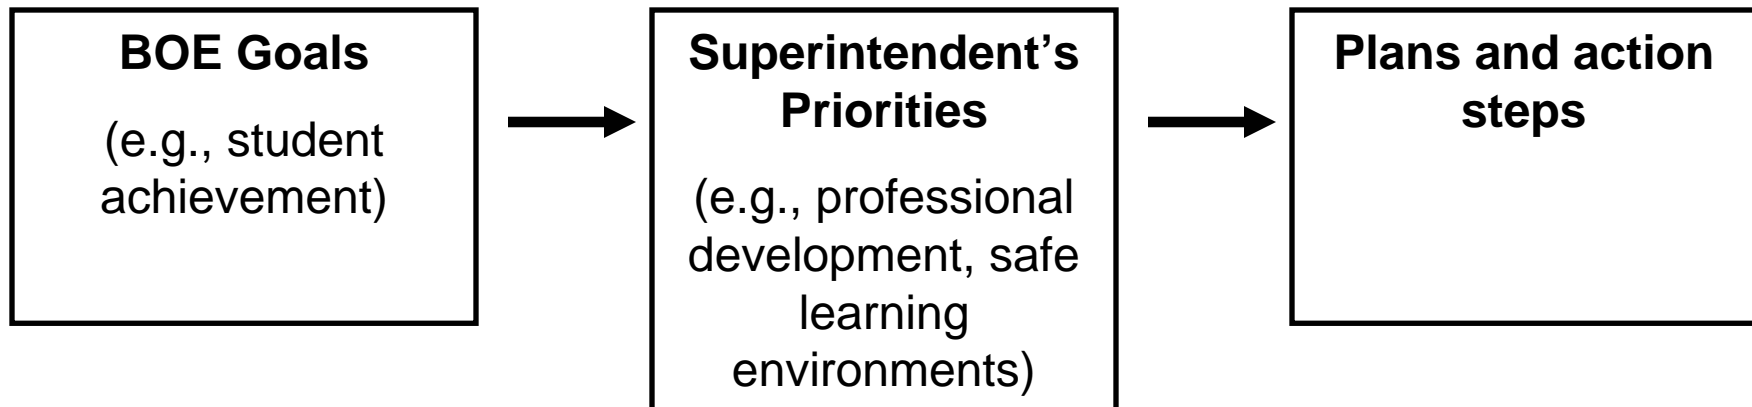 BOE Goals
(e.g., student
achievement)
Superintendent’s
Priorities
(e.g., professional
development, safe
learning
environments)
Plans and action
steps